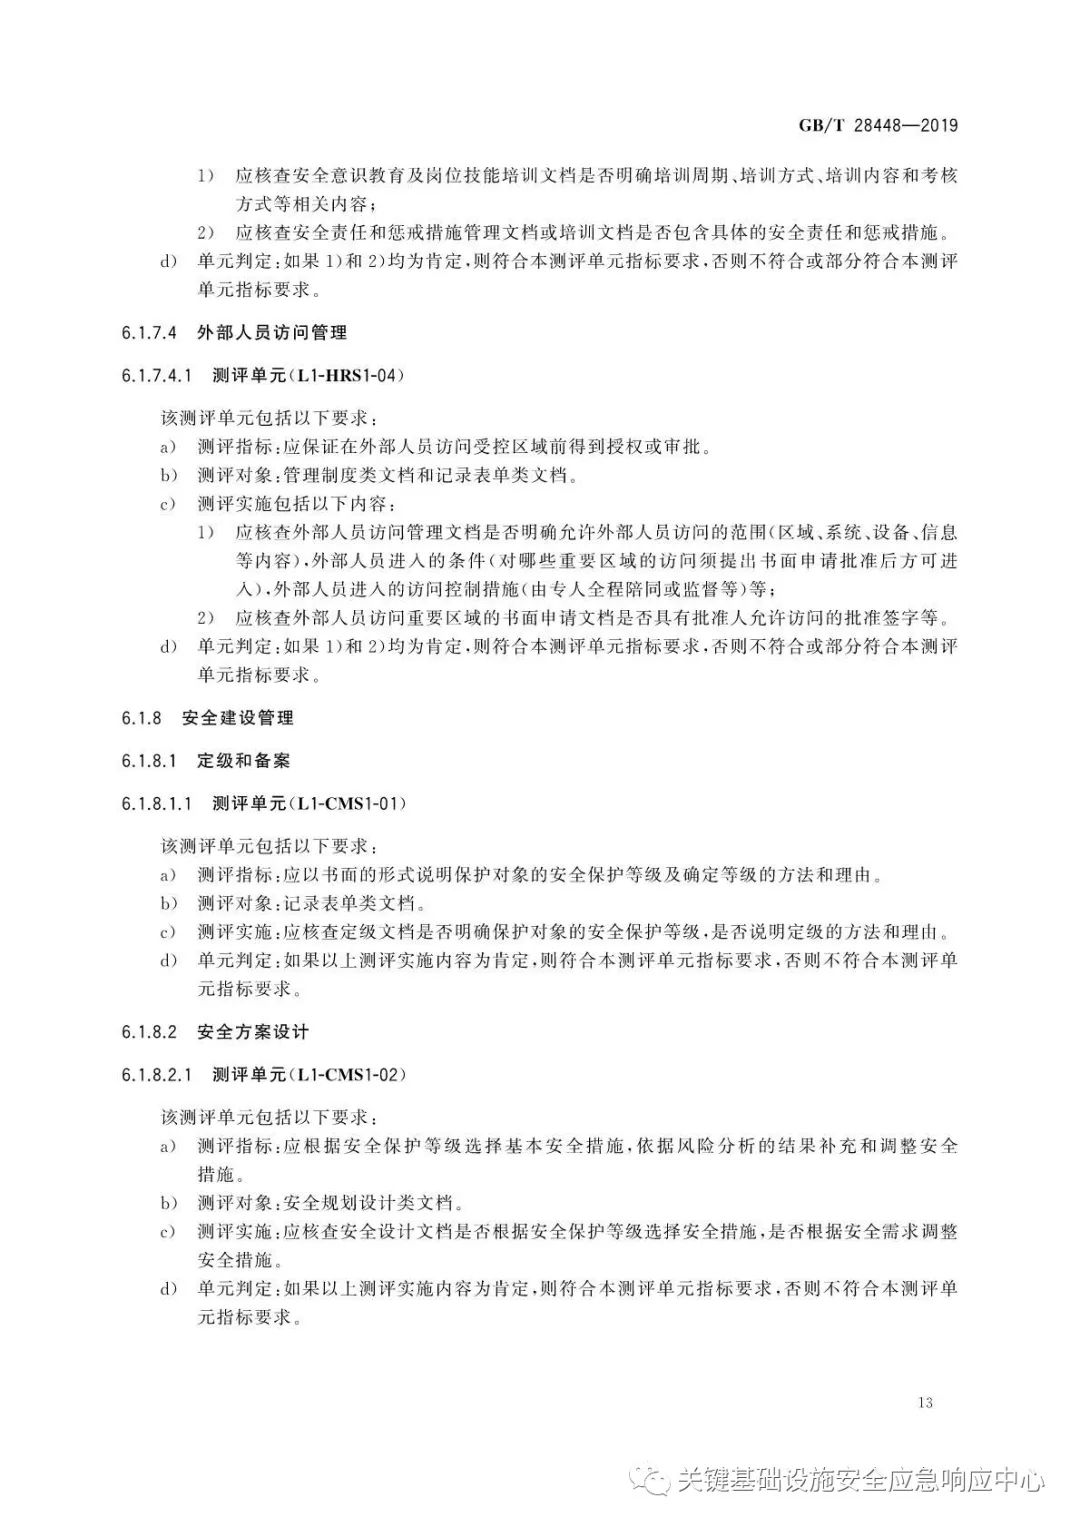 GB/T 28448—2019
1) 应核查安全意识教育及岗位技能培训文档是否明确培训周期、培训方式、培训内容和考核
方式等相关内容;
2) 应核查安全责任和惩戒措施管理文档或培训文档是否包含具体的安全责任和惩戒措施。
d) 单元判定:如果1)和2)均为肯定,则符合本测评单元指标要求,否则不符合或部分符合本测评
单元指标要求。
6.1.7.4 外部人员访问管理
6.1.7.4.1 测评单元(L1-HRS1-04)
该测评单元包括以下要求:
a) 测评指标:应保证在外部人员访问受控区域前得到授权或审批。
b) 测评对象:管理制度类文档和记录表单类文档。
c) 测评实施包括以下内容:
1) 应核查外部人员访问管理文档是否明确允许外部人员访问的范围(区域、系统、设备、信息
等内容),外部人员进入的条件(对哪些重要区域的访问须提出书面申请批准后方可进
入),外部人员进入的访问控制措施(由专人全程陪同或监督等)等;
2) 应核查外部人员访问重要区域的书面申请文档是否具有批准人允许访问的批准签字等。
d) 单元判定:如果1)和2)均为肯定,则符合本测评单元指标要求,否则不符合或部分符合本测评
单元指标要求。
6.1.8 安全建设管理
6.1.8.1 定级和备案
6.1.8.1.1 测评单元(L1-CMS1-01)
该测评单元包括以下要求:
a) 测评指标:应以书面的形式说明保护对象的安全保护等级及确定等级的方法和理由。
b) 测评对象:记录表单类文档。
c) 测评实施:应核查定级文档是否明确保护对象的安全保护等级,是否说明定级的方法和理由。
d) 单元判定:如果以上测评实施内容为肯定,则符合本测评单元指标要求,否则不符合本测评单
元指标要求。
6.1.8.2 安全方案设计
6.1.8.2.1 测评单元(L1-CMS1-02)
该测评单元包括以下要求:
a) 测评指标:应根据安全保护等级选择基本安全措施,依据风险分析的结果补充和调整安全
措施。
b) 测评对象:安全规划设计类文档。
c) 测评实施:应核查安全设计文档是否根据安全保护等级选择安全措施,是否根据安全需求调整
安全措施。
d) 单元判定:如果以上测评实施内容为肯定,则符合本测评单元指标要求,否则不符合本测评单
元指标要求。
13
关键基础设施安全应急响应中心